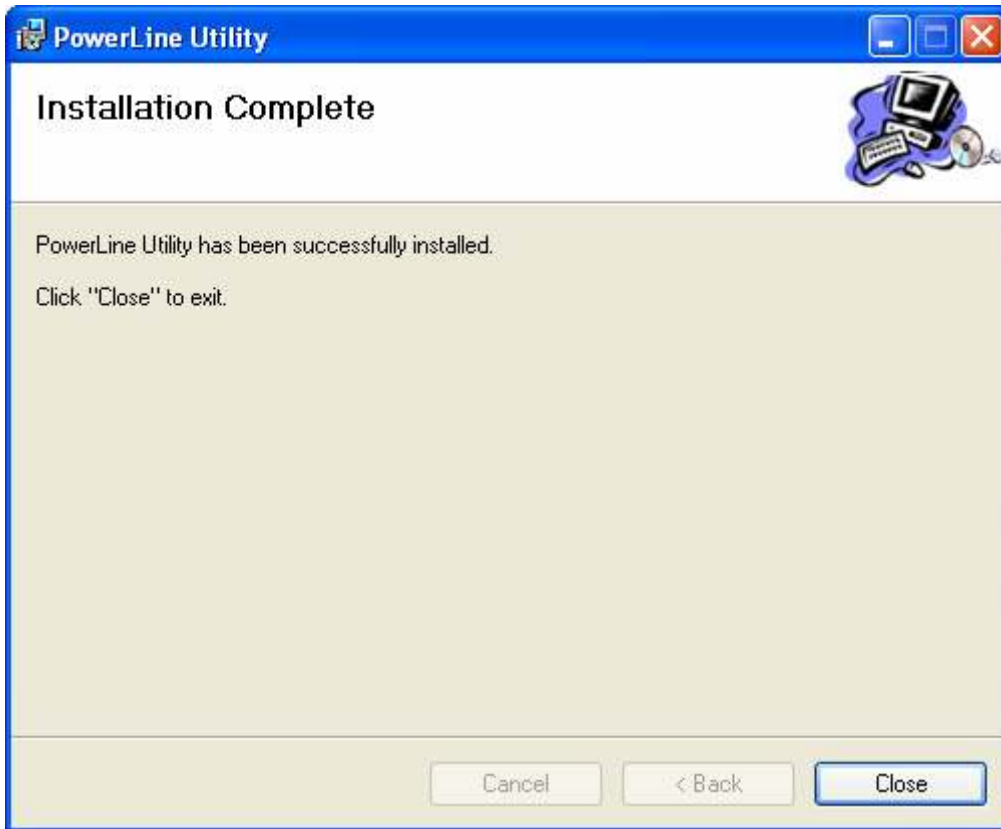 PowerLine Utility
Installation Complete
PowerLine Utility has been successfully installed.
Click "Close" to exit.
Cancel
< Back
Close